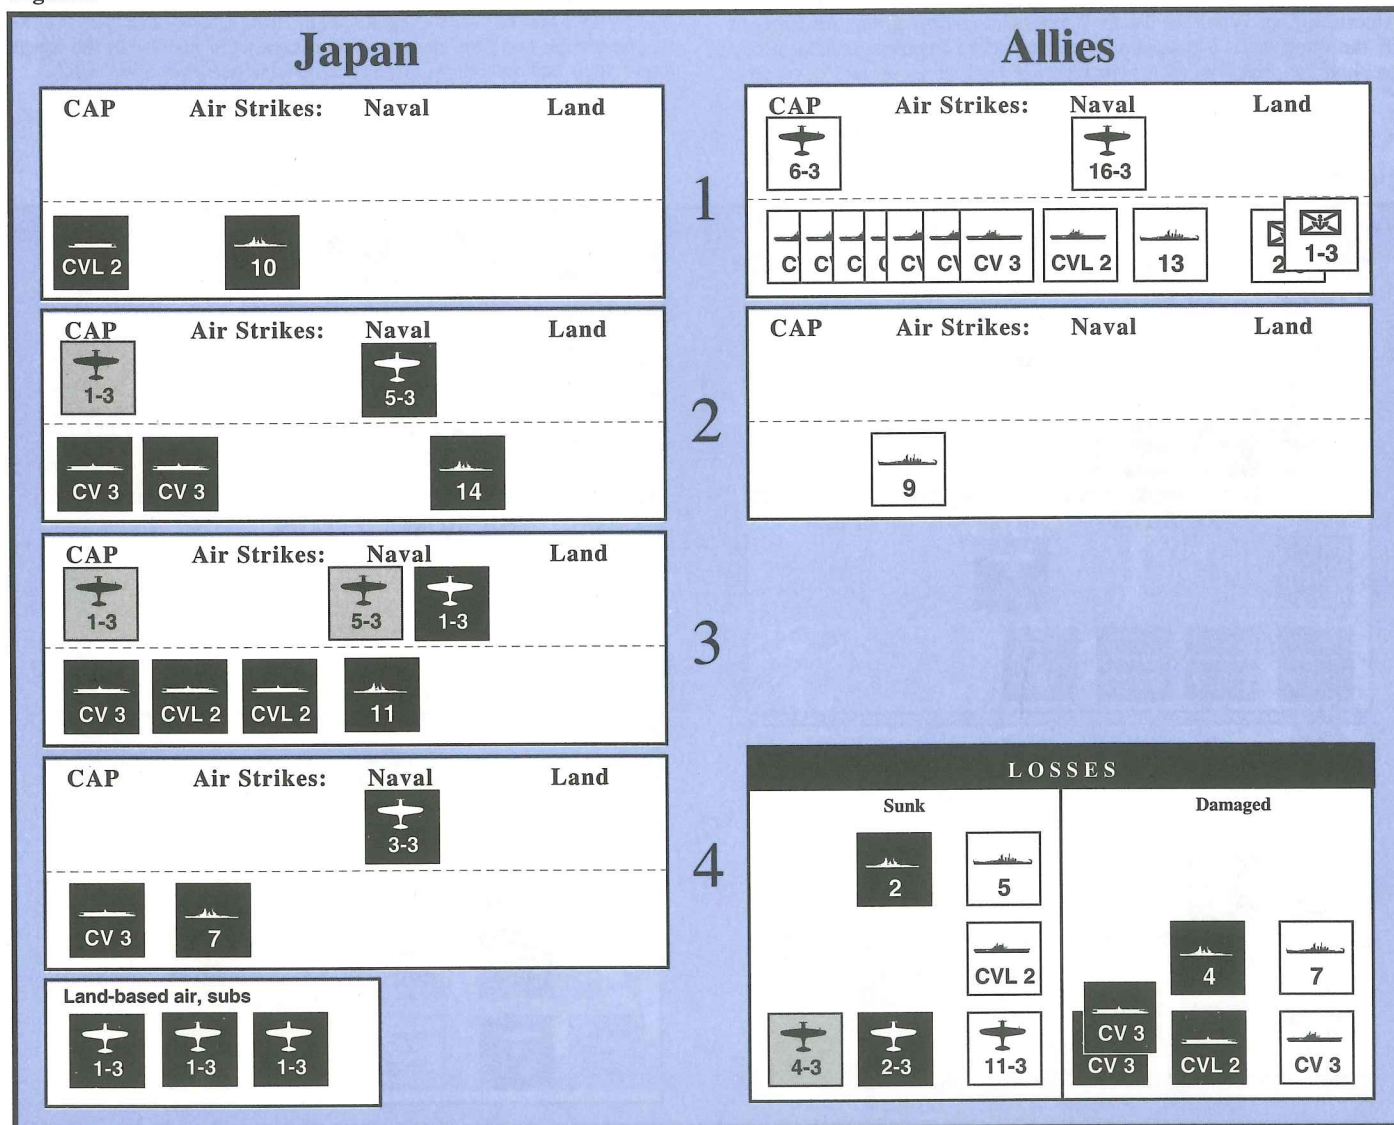 Japan
Allies
CAP Air Strikes: Naval Land
CVL 2 10
1
CAP Air Strikes: Naval Land
6-3 16-3
C C C C CV 3 CVL 2 13 1-3
CAP Air Strikes: Naval Land
1-3 5-3
CV 3 CV 3 14
2
CAP Air Strikes: Naval Land
9
CAP Air Strikes: Naval Land
1-3 5-3 1-3
CV 3 CVL 2 CVL 2 11
3
CAP Air Strikes: Naval Land
3-3
CV 3 7
4
Land-based air, subs
1-3 1-3 1-3
LOSSES
Sunk Damaged
2 5
CVL 2 4 7
CV 3
4-3 2-3 11-3 CV 3 CVL 2 CV 3